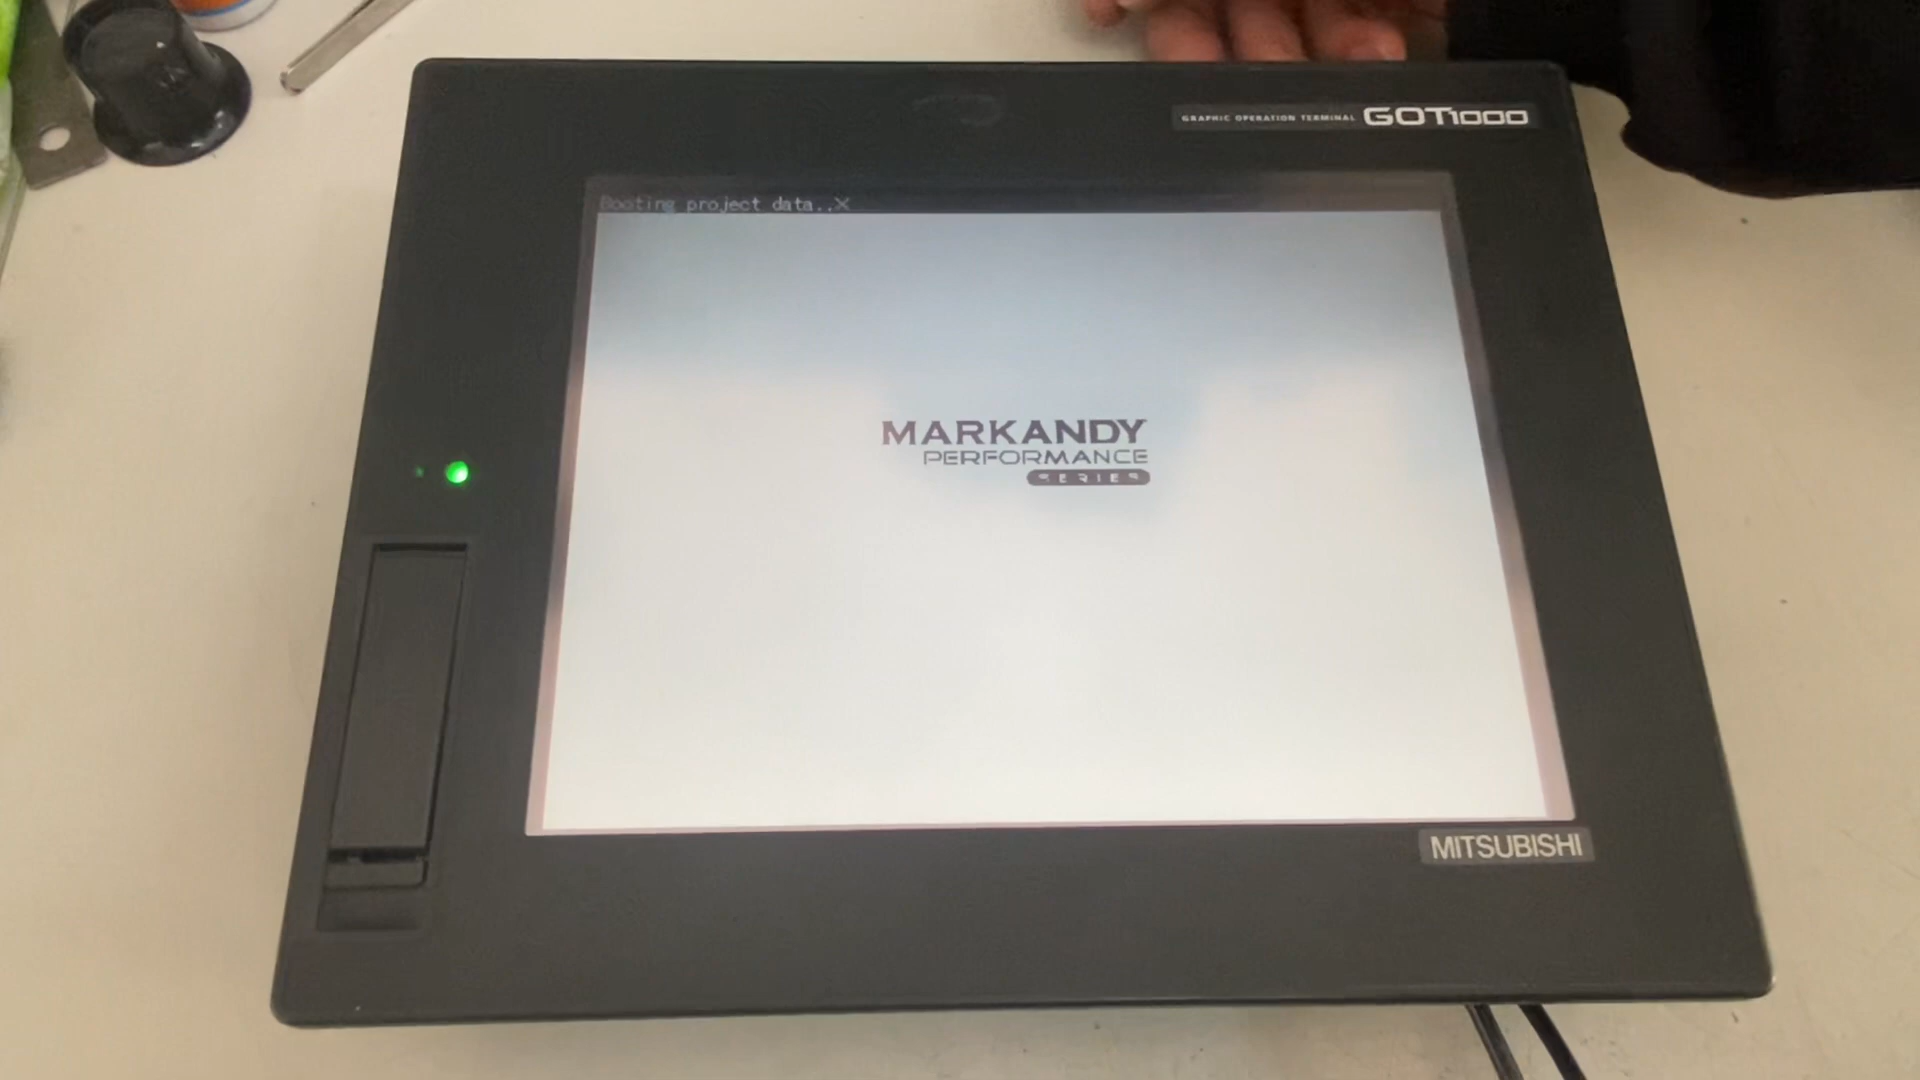 GRAPHIC OPERATION TERMINAL GOT1000
Booting project data..X
MARKANDY
PERFORMANCE
SERIES
MITSUBISHI